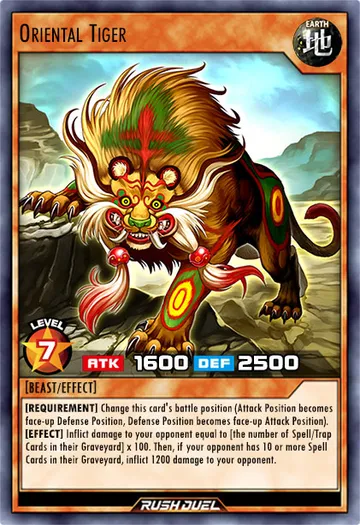 Oriental Tiger
EARTH
地
LEVEL
7
ATK 1600 DEF 2500
[BEAST/EFFECT]
[REQUIREMENT] Change this card's battle position (Attack Position becomes
face-up Defense Position, Defense Position becomes face-up Attack Position).
[EFFECT] Inflict damage to your opponent equal to [the number of Spell/Trap
Cards in their Graveyard] x 100. Then, if your opponent has 10 or more Spell
Cards in their Graveyard, inflict 1200 damage to your opponent.
RUSH DUEL